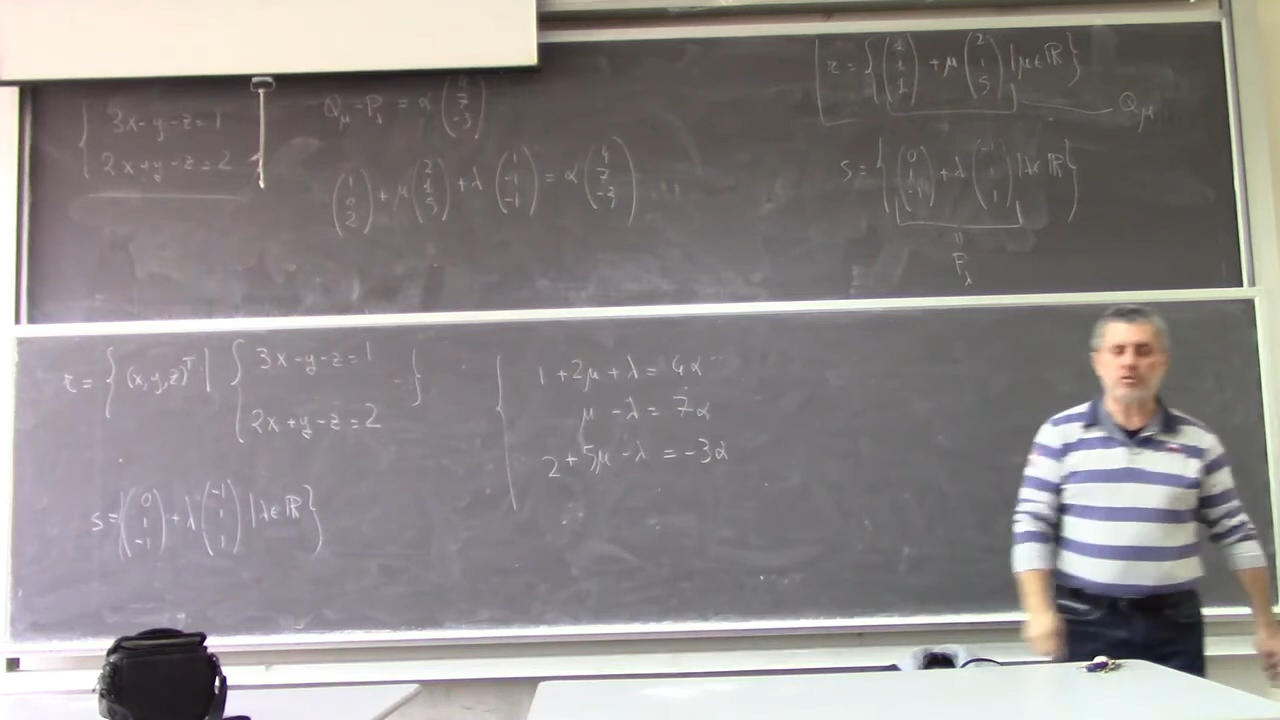 3x-y-z=1
2x+y-z=2
Q_μ-P_λ = α (4 7 -3)
(1 0 2) + μ (2 1 5) + λ (1 -1 -1) = α (4 7 -3)
r = {(1 1 1) + μ (2 1 5) | μ∈ℝ}
Q_μ
s = {(0 1 -1) + λ (-1 1 1) | λ∈ℝ}
=
P_λ
r = { (x,y,z)^T | { 3x-y-z=1
2x+y-z=2 }
s = {(0 1 -1) + λ (-1 1 1) | λ∈ℝ}
{ 1+2μ+λ = 4α
μ-λ = 7α
2+5μ-λ = -3α